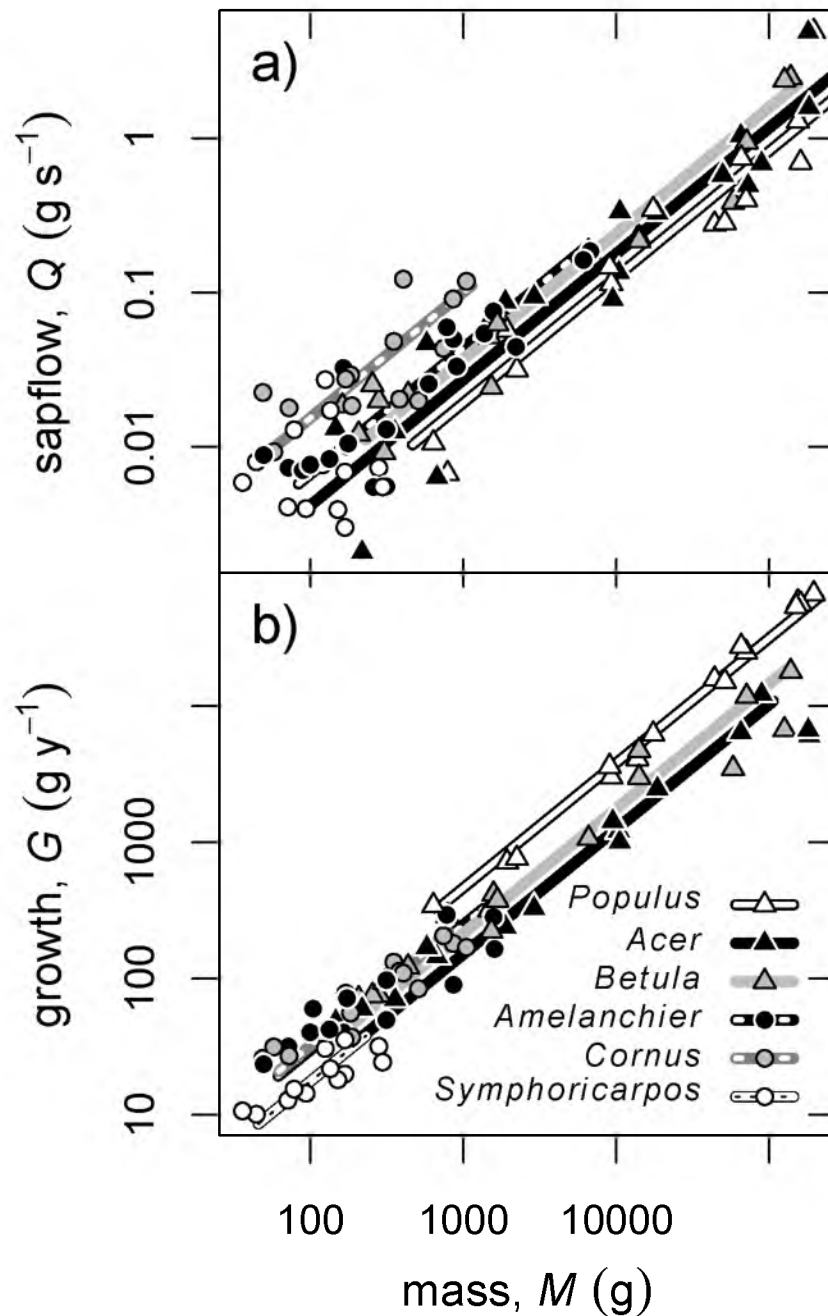 a)
sapflow, Q (g s⁻¹)
1
0.1
0.01
b)
growth, G (g y⁻¹)
1000
100
10
Populus
Acer
Betula
Amelanchier
Cornus
Symphoricarpos
100 1000 10000
mass, M (g)